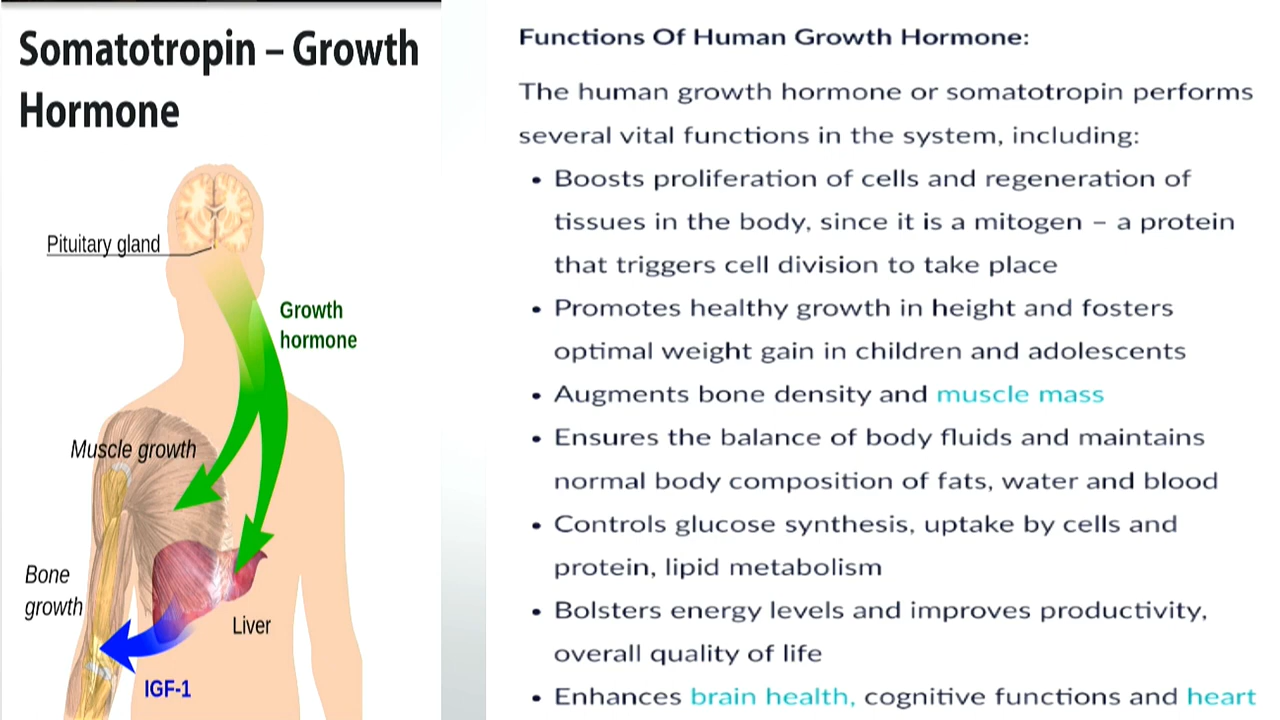 Somatotropin – Growth
Hormone
Pituitary gland
Growth
hormone
Muscle growth
Bone
growth
Liver
IGF-1
Functions Of Human Growth Hormone:
The human growth hormone or somatotropin performs
several vital functions in the system, including:
• Boosts proliferation of cells and regeneration of
tissues in the body, since it is a mitogen – a protein
that triggers cell division to take place
• Promotes healthy growth in height and fosters
optimal weight gain in children and adolescents
• Augments bone density and muscle mass
• Ensures the balance of body fluids and maintains
normal body composition of fats, water and blood
• Controls glucose synthesis, uptake by cells and
protein, lipid metabolism
• Bolsters energy levels and improves productivity,
overall quality of life
• Enhances brain health, cognitive functions and heart